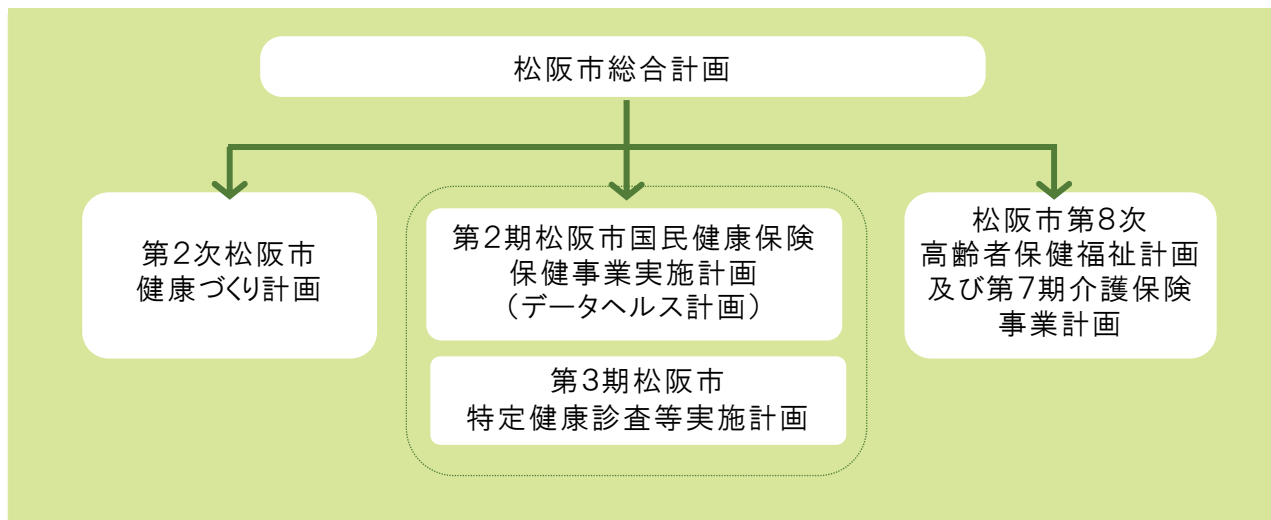 松阪市総合計画
第2次松阪市
健康づくり計画
第2期松阪市国民健康保険
保健事業実施計画
（データヘルス計画）
第3期松阪市
特定健康診査等実施計画
松阪市第8次
高齢者保健福祉計画
及び第7期介護保険
事業計画